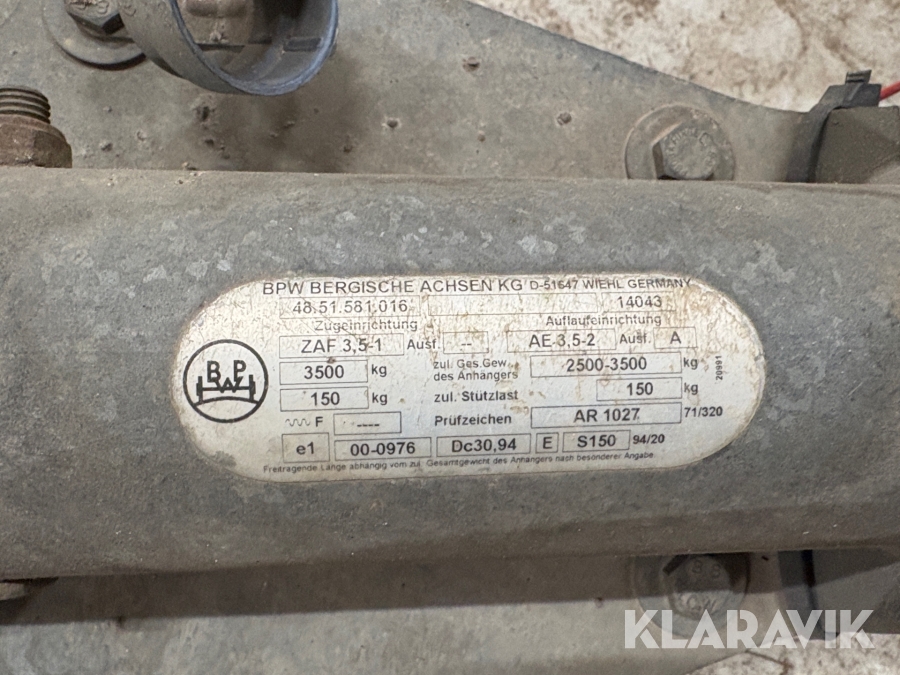 BPW BERGISCHE ACHSEN KG D-51647 WIEHL GERMANY
48.51.581.016 14043
Zugeinrichtung Auflaufeinrichtung
ZAF 3,5-1 Ausf. -- AE 3,5-2 Ausf. A
3500 kg zul. Ges.Gew. des Anhängers 2500-3500 kg
150 kg zul. Stützlast 150 kg
F ---- Prüfzeichen AR 1027 71/320
e1 00-0976 Dc30,94 E S150 94/20
Freitragende Länge abhängig vom zul. Gesamtgewicht des Anhängers nach besonderer Angabe.
20991
BPW
KLARAVIK